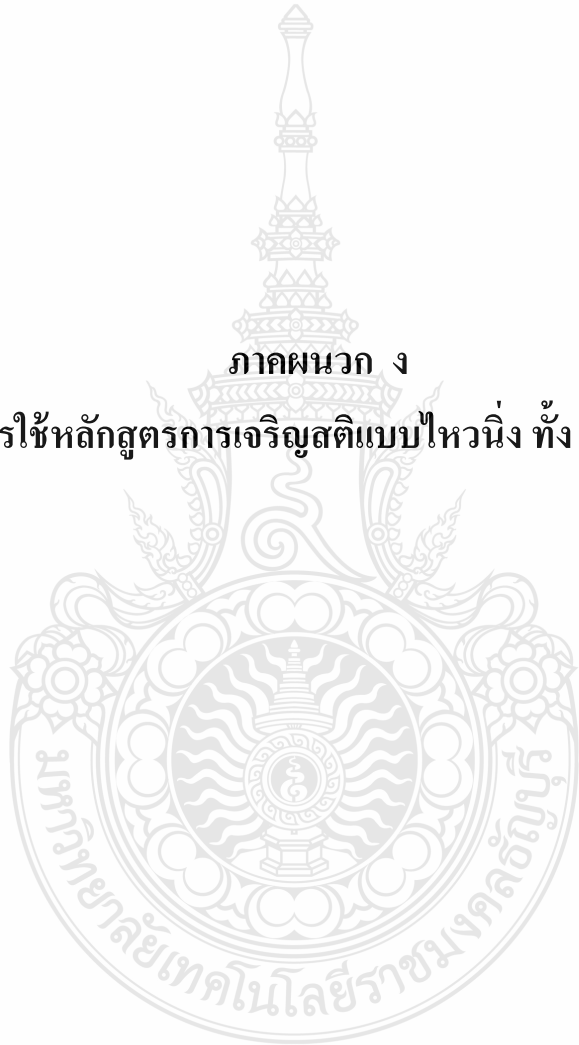 ภาคผนวก ง
รใช้หลักสูตรการเจริญสติแบบไหวนิ่ง ทั้ง
มหาวิทยาลัยเทคโนโลยีราชมงคลธัญบุรี